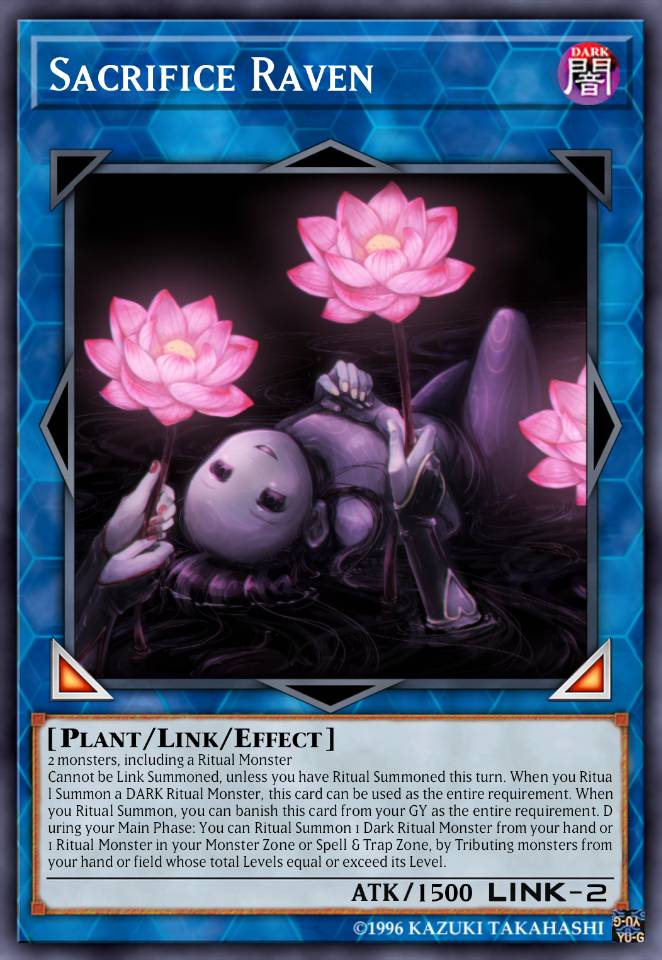 Sacrifice Raven
DARK
闇
[Plant/Link/Effect]
2 monsters, including a Ritual Monster
Cannot be Link Summoned, unless you have Ritual Summoned this turn. When you Ritua
l Summon a DARK Ritual Monster, this card can be used as the entire requirement. When
you Ritual Summon, you can banish this card from your GY as the entire requirement. D
uring your Main Phase: You can Ritual Summon 1 Dark Ritual Monster from your hand or
1 Ritual Monster in your Monster Zone or Spell & Trap Zone, by Tributing monsters from
your hand or field whose total Levels equal or exceed its Level.
ATK/1500 LINK-2
©1996 KAZUKI TAKAHASHI